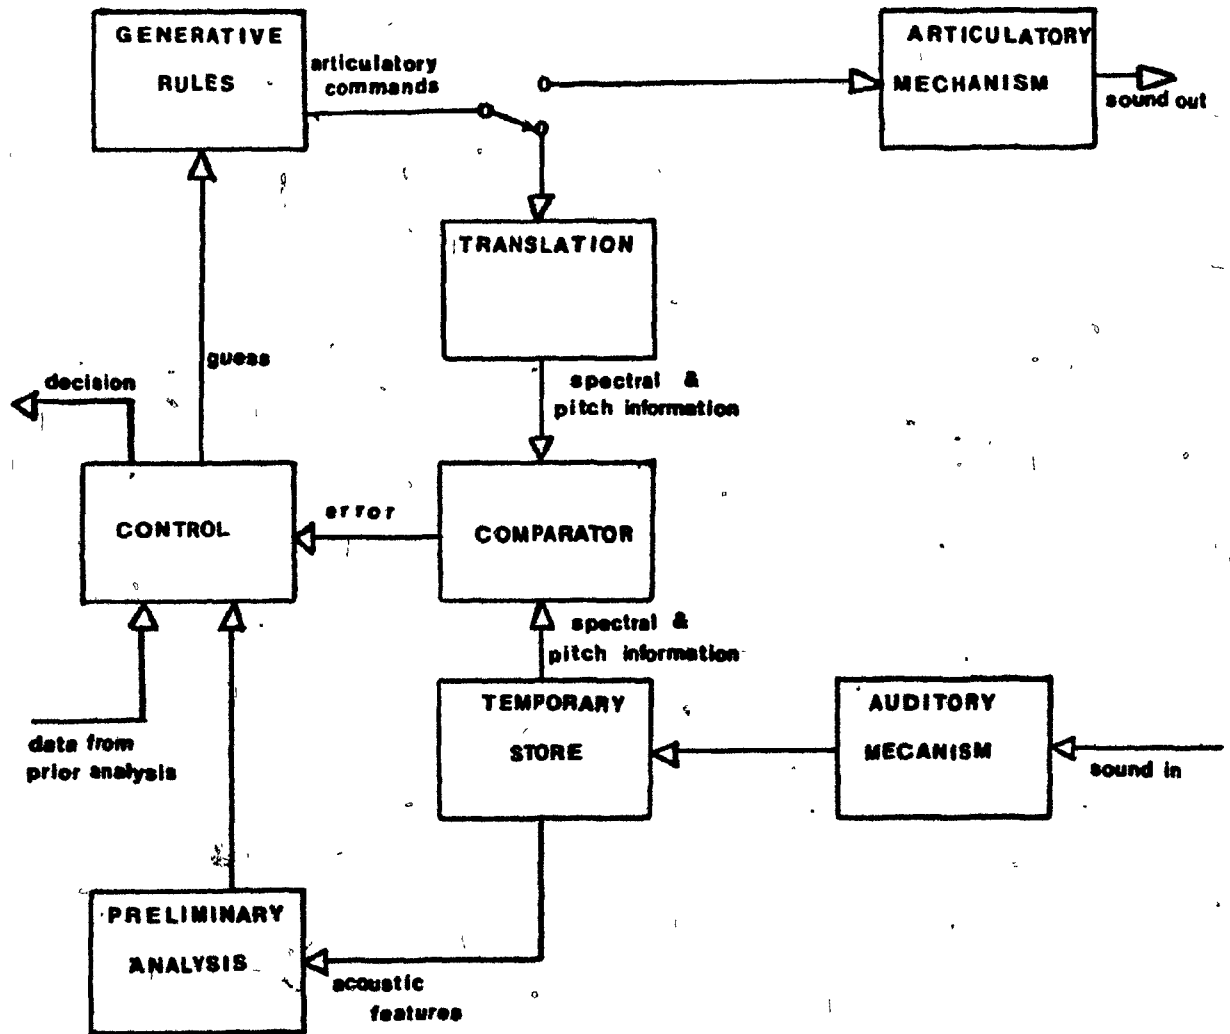 GENERATIVE
RULES
articulatory
commands
ARTICULATORY
MECHANISM
sound out
TRANSLATION
guess
decision
spectral &
pitch information
CONTROL
error
COMPARATOR
spectral &
pitch information
data from
prior analysis
TEMPORARY
STORE
AUDITORY
MECANISM
sound in
PRELIMINARY
ANALYSIS
acoustic
features